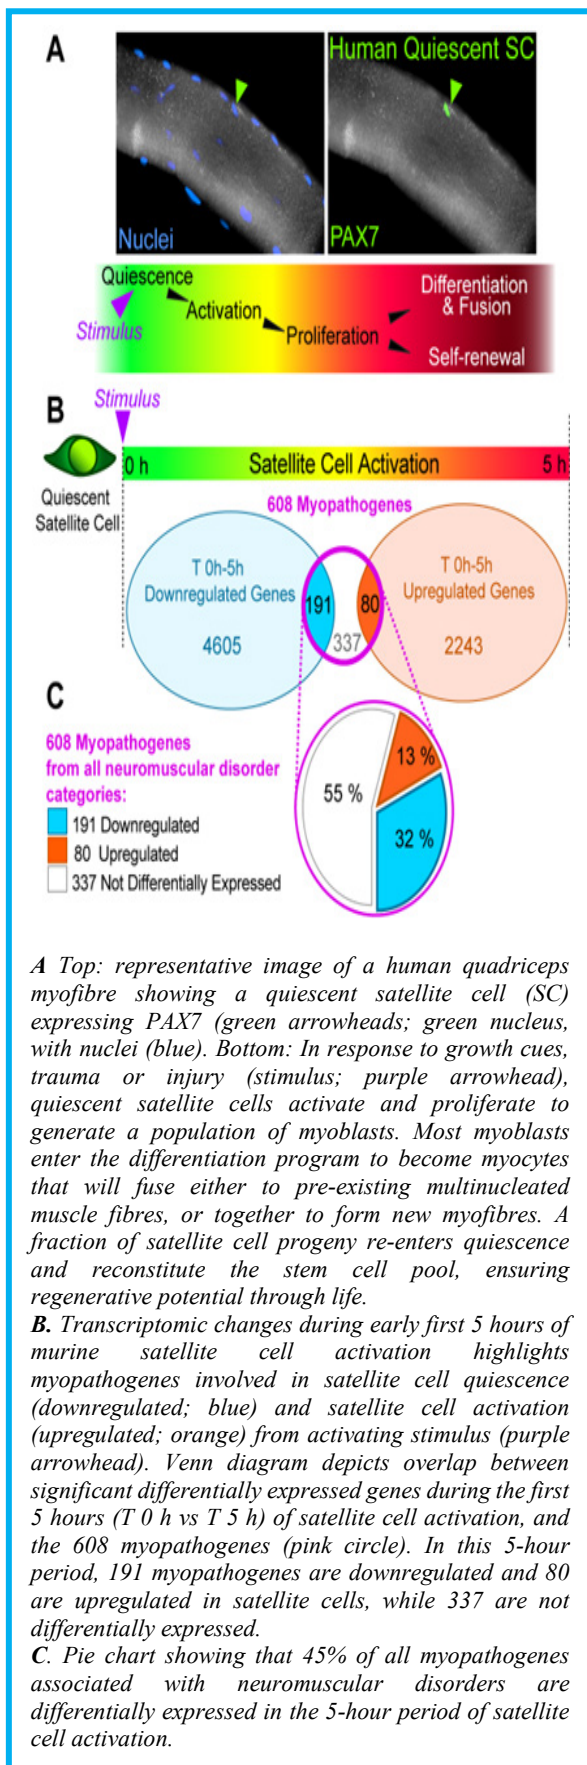 A
Human Quiescent SC
Nuclei
PAX7
Quiescence
Stimulus
Activation
Proliferation
Differentiation
& Fusion
Self-renewal
B
Stimulus
0 h
Satellite Cell Activation
5 h
Quiescent
Satellite Cell
608 Myopathogenes
T 0h-5h
Downregulated Genes
4605
191
337
80
T 0h-5h
Upregulated Genes
2243
C
608 Myopathogenes
from all neuromuscular disorder
categories:
191 Downregulated
80 Upregulated
337 Not Differentially Expressed
55 %
13 %
32 %
A Top: representative image of a human quadriceps
myofibre showing a quiescent satellite cell (SC)
expressing PAX7 (green arrowheads; green nucleus,
with nuclei (blue). Bottom: In response to growth cues,
trauma or injury (stimulus; purple arrowhead),
quiescent satellite cells activate and proliferate to
generate a population of myoblasts. Most myoblasts
enter the differentiation program to become myocytes
that will fuse either to pre-existing multinucleated
muscle fibres, or together to form new myofibres. A
fraction of satellite cell progeny re-enters quiescence
and reconstitute the stem cell pool, ensuring
regenerative potential through life.
B. Transcriptomic changes during early first 5 hours of
murine satellite cell activation highlights
myopathogenes involved in satellite cell quiescence
(downregulated; blue) and satellite cell activation
(upregulated; orange) from activating stimulus (purple
arrowhead). Venn diagram depicts overlap between
significant differentially expressed genes during the first
5 hours (T 0 h vs T 5 h) of satellite cell activation, and
the 608 myopathogenes (pink circle). In this 5-hour
period, 191 myopathogenes are downregulated and 80
are upregulated in satellite cells, while 337 are not
differentially expressed.
C. Pie chart showing that 45% of all myopathogenes
associated with neuromuscular disorders are
differentially expressed in the 5-hour period of satellite
cell activation.